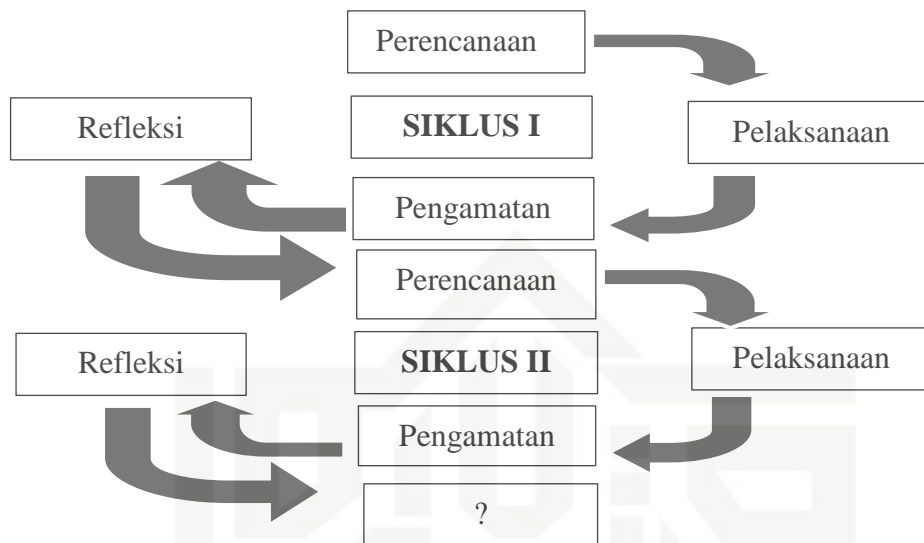 Perencanaan
Refleksi
SIKLUS I
Pelaksanaan
Pengamatan
Perencanaan
Refleksi
SIKLUS II
Pelaksanaan
Pengamatan
?